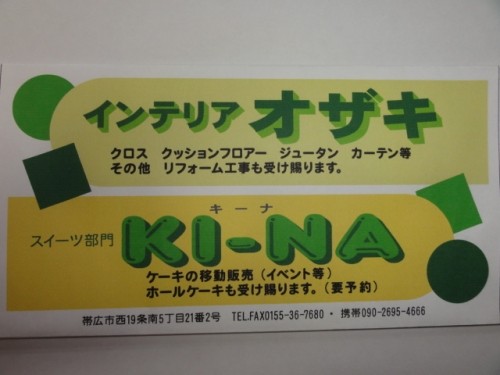 インテリア オザキ
クロス クッションフロアー ジュータン カーテン等
その他 リフォーム工事も受け賜ります。
キーナ
スイーツ部門 KI-NA
ケーキの移動販売(イベント等)
ホールケーキも受け賜ります。(要予約)
帯広市西19条南5丁目21番2号 TEL.FAX0155-36-7680・携帯090-2695-4666